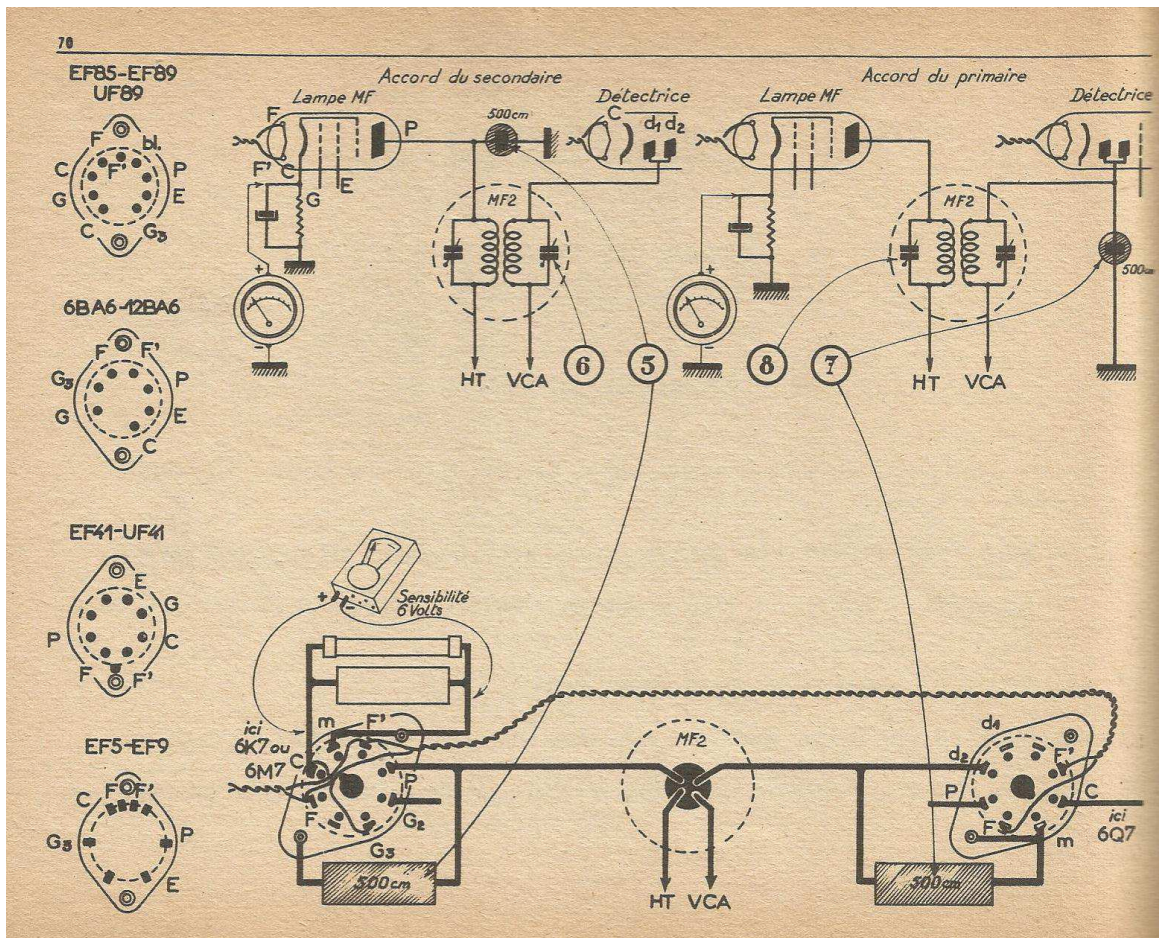 70
EF85-EF89
UF89
F
bl.
C
F'
P
G
E
C
G3
6BA6-12BA6
F
F'
G3
P
G
E
C
EF41-UF41
E
G
P
C
F
F'
EF5-EF9
C
F
F'
G3
P
E
Accord du secondaire
Lampe MF
F
P
500cm
Détectrice
C
d1
d2
F'
C
E
G
MF2
+
-
HT
VCA
6
5
Accord du primaire
Lampe MF
Détectrice
MF2
500cm
+
-
8
7
HT
VCA
+
-
Sensibilité
6 Volts
ici
6K7 ou
6M7
m
F'
C
P
F
G2
G3
500cm
MF2
HT
VCA
d1
d2
F'
P
C
F
m
ici
6Q7
500cm